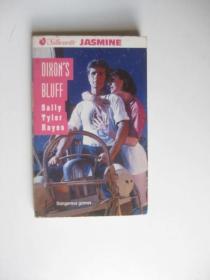 Silhouette JASMINE
DIXON'S
BLUFF
Sally
Tyler
Hayes
Dangerous games